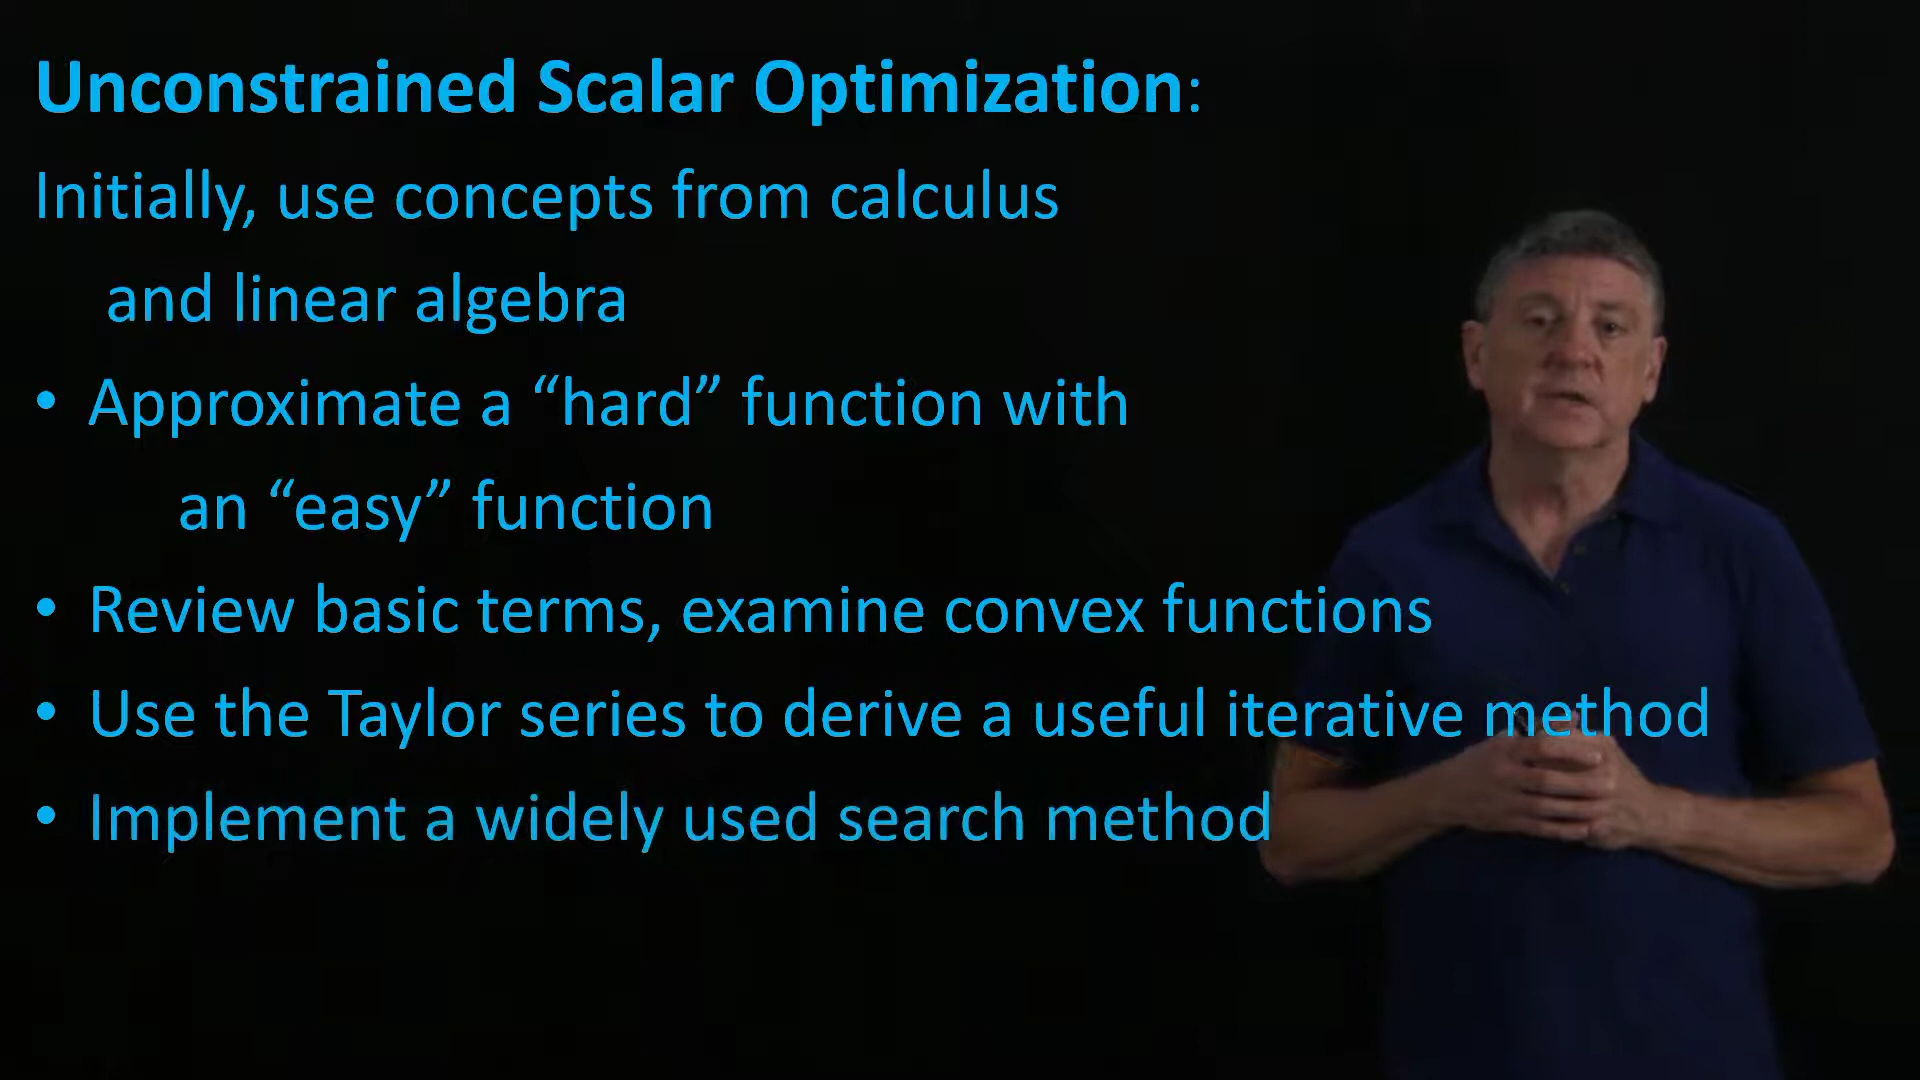 Unconstrained Scalar Optimization:
Initially, use concepts from calculus
and linear algebra
• Approximate a “hard” function with
an “easy” function
• Review basic terms, examine convex functions
• Use the Taylor series to derive a useful iterative method
• Implement a widely used search method